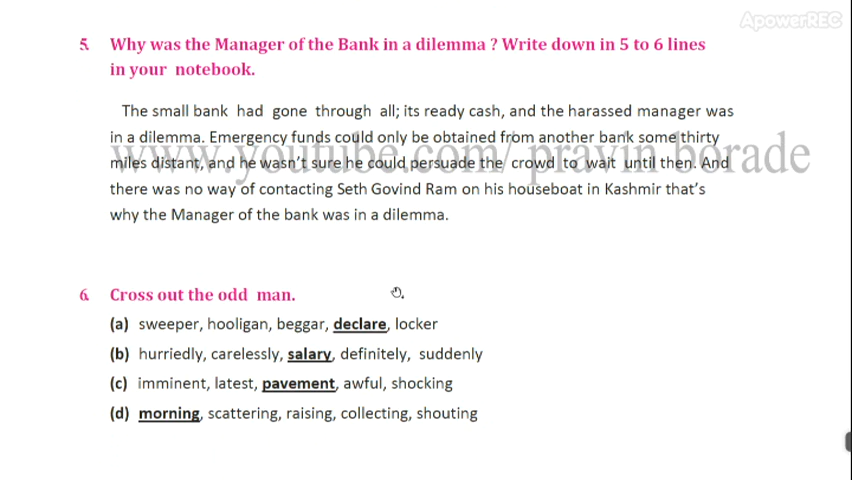 ApowerREC
5. Why was the Manager of the Bank in a dilemma ? Write down in 5 to 6 lines
in your notebook.
The small bank had gone through all; its ready cash, and the harassed manager was
in a dilemma. Emergency funds could only be obtained from another bank some thirty
www.youtube.com/ pravin borade
miles distant, and he wasn't sure he could persuade the crowd to wait until then. And
there was no way of contacting Seth Govind Ram on his houseboat in Kashmir that's
why the Manager of the bank was in a dilemma.
6. Cross out the odd man.
(a) sweeper, hooligan, beggar, declare, locker
(b) hurriedly, carelessly, salary, definitely, suddenly
(c) imminent, latest, pavement, awful, shocking
(d) morning, scattering, raising, collecting, shouting